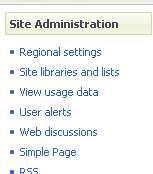 Site Administration
Regional settings
Site libraries and lists
View usage data
User alerts
Web discussions
Simple Page
RSS